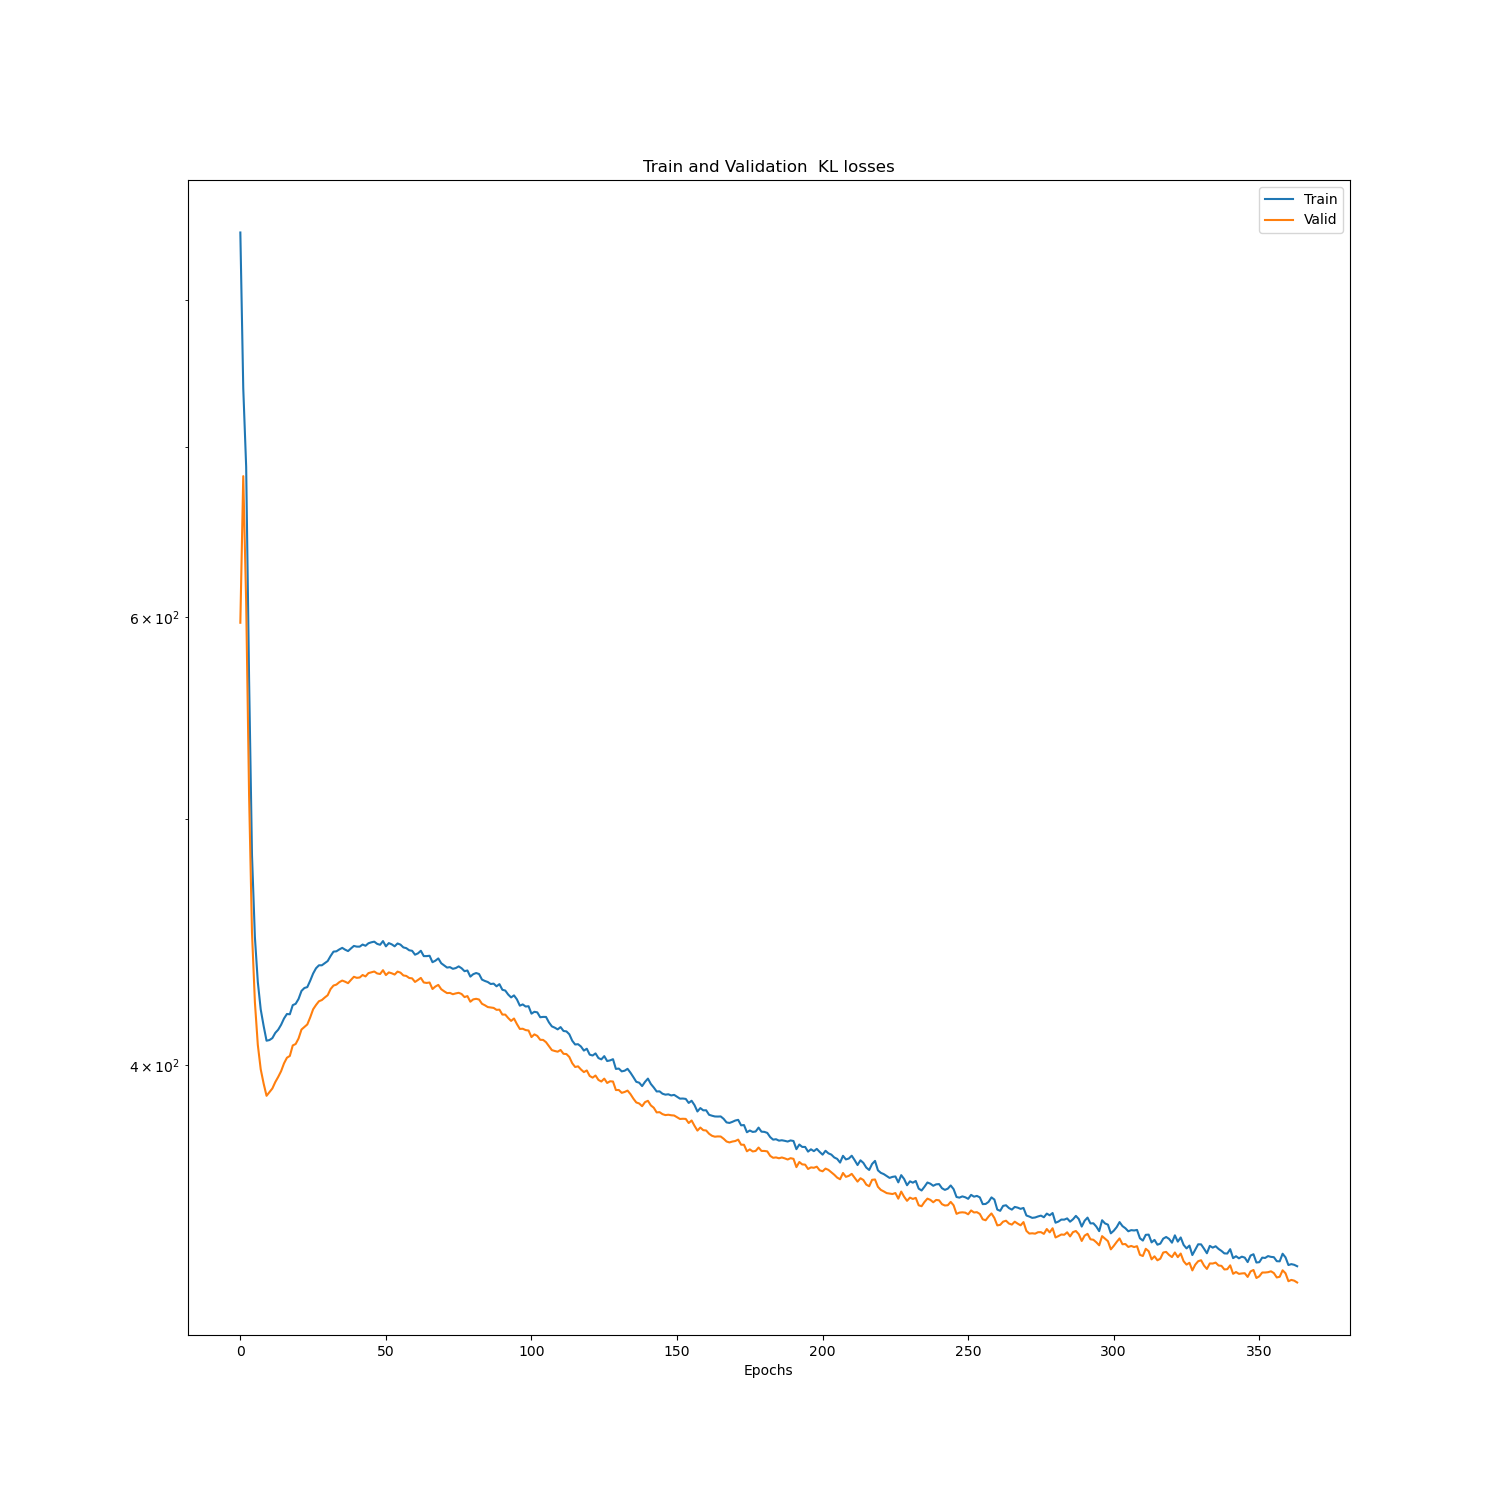 Train and Validation  KL losses
Train
Valid
6 × 10²
4 × 10²
0 50 100 150 200 250 300 350
Epochs